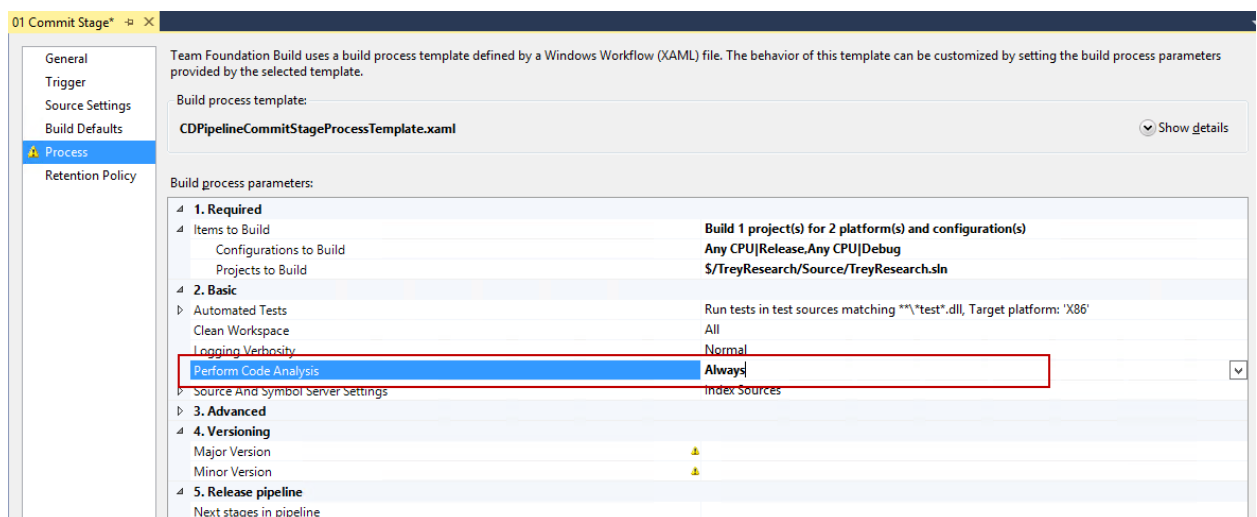 01 Commit Stage*
General
Trigger
Source Settings
Build Defaults
Process
Retention Policy
Team Foundation Build uses a build process template defined by a Windows Workflow (XAML) file. The behavior of this template can be customized by setting the build process parameters
provided by the selected template.
Build process template:
CDPipelineCommitStageProcessTemplate.xaml
Show details
Build process parameters:
1. Required
Items to Build Build 1 project(s) for 2 platform(s) and configuration(s)
Configurations to Build Any CPU|Release,Any CPU|Debug
Projects to Build $/TreyResearch/Source/TreyResearch.sln
2. Basic
Automated Tests Run tests in test sources matching **\*test*.dll, Target platform: 'X86'
Clean Workspace All
Logging Verbosity Normal
Perform Code Analysis Always
Source And Symbol Server Settings Index Sources
3. Advanced
4. Versioning
Major Version
Minor Version
5. Release pipeline
Next stages in pipeline